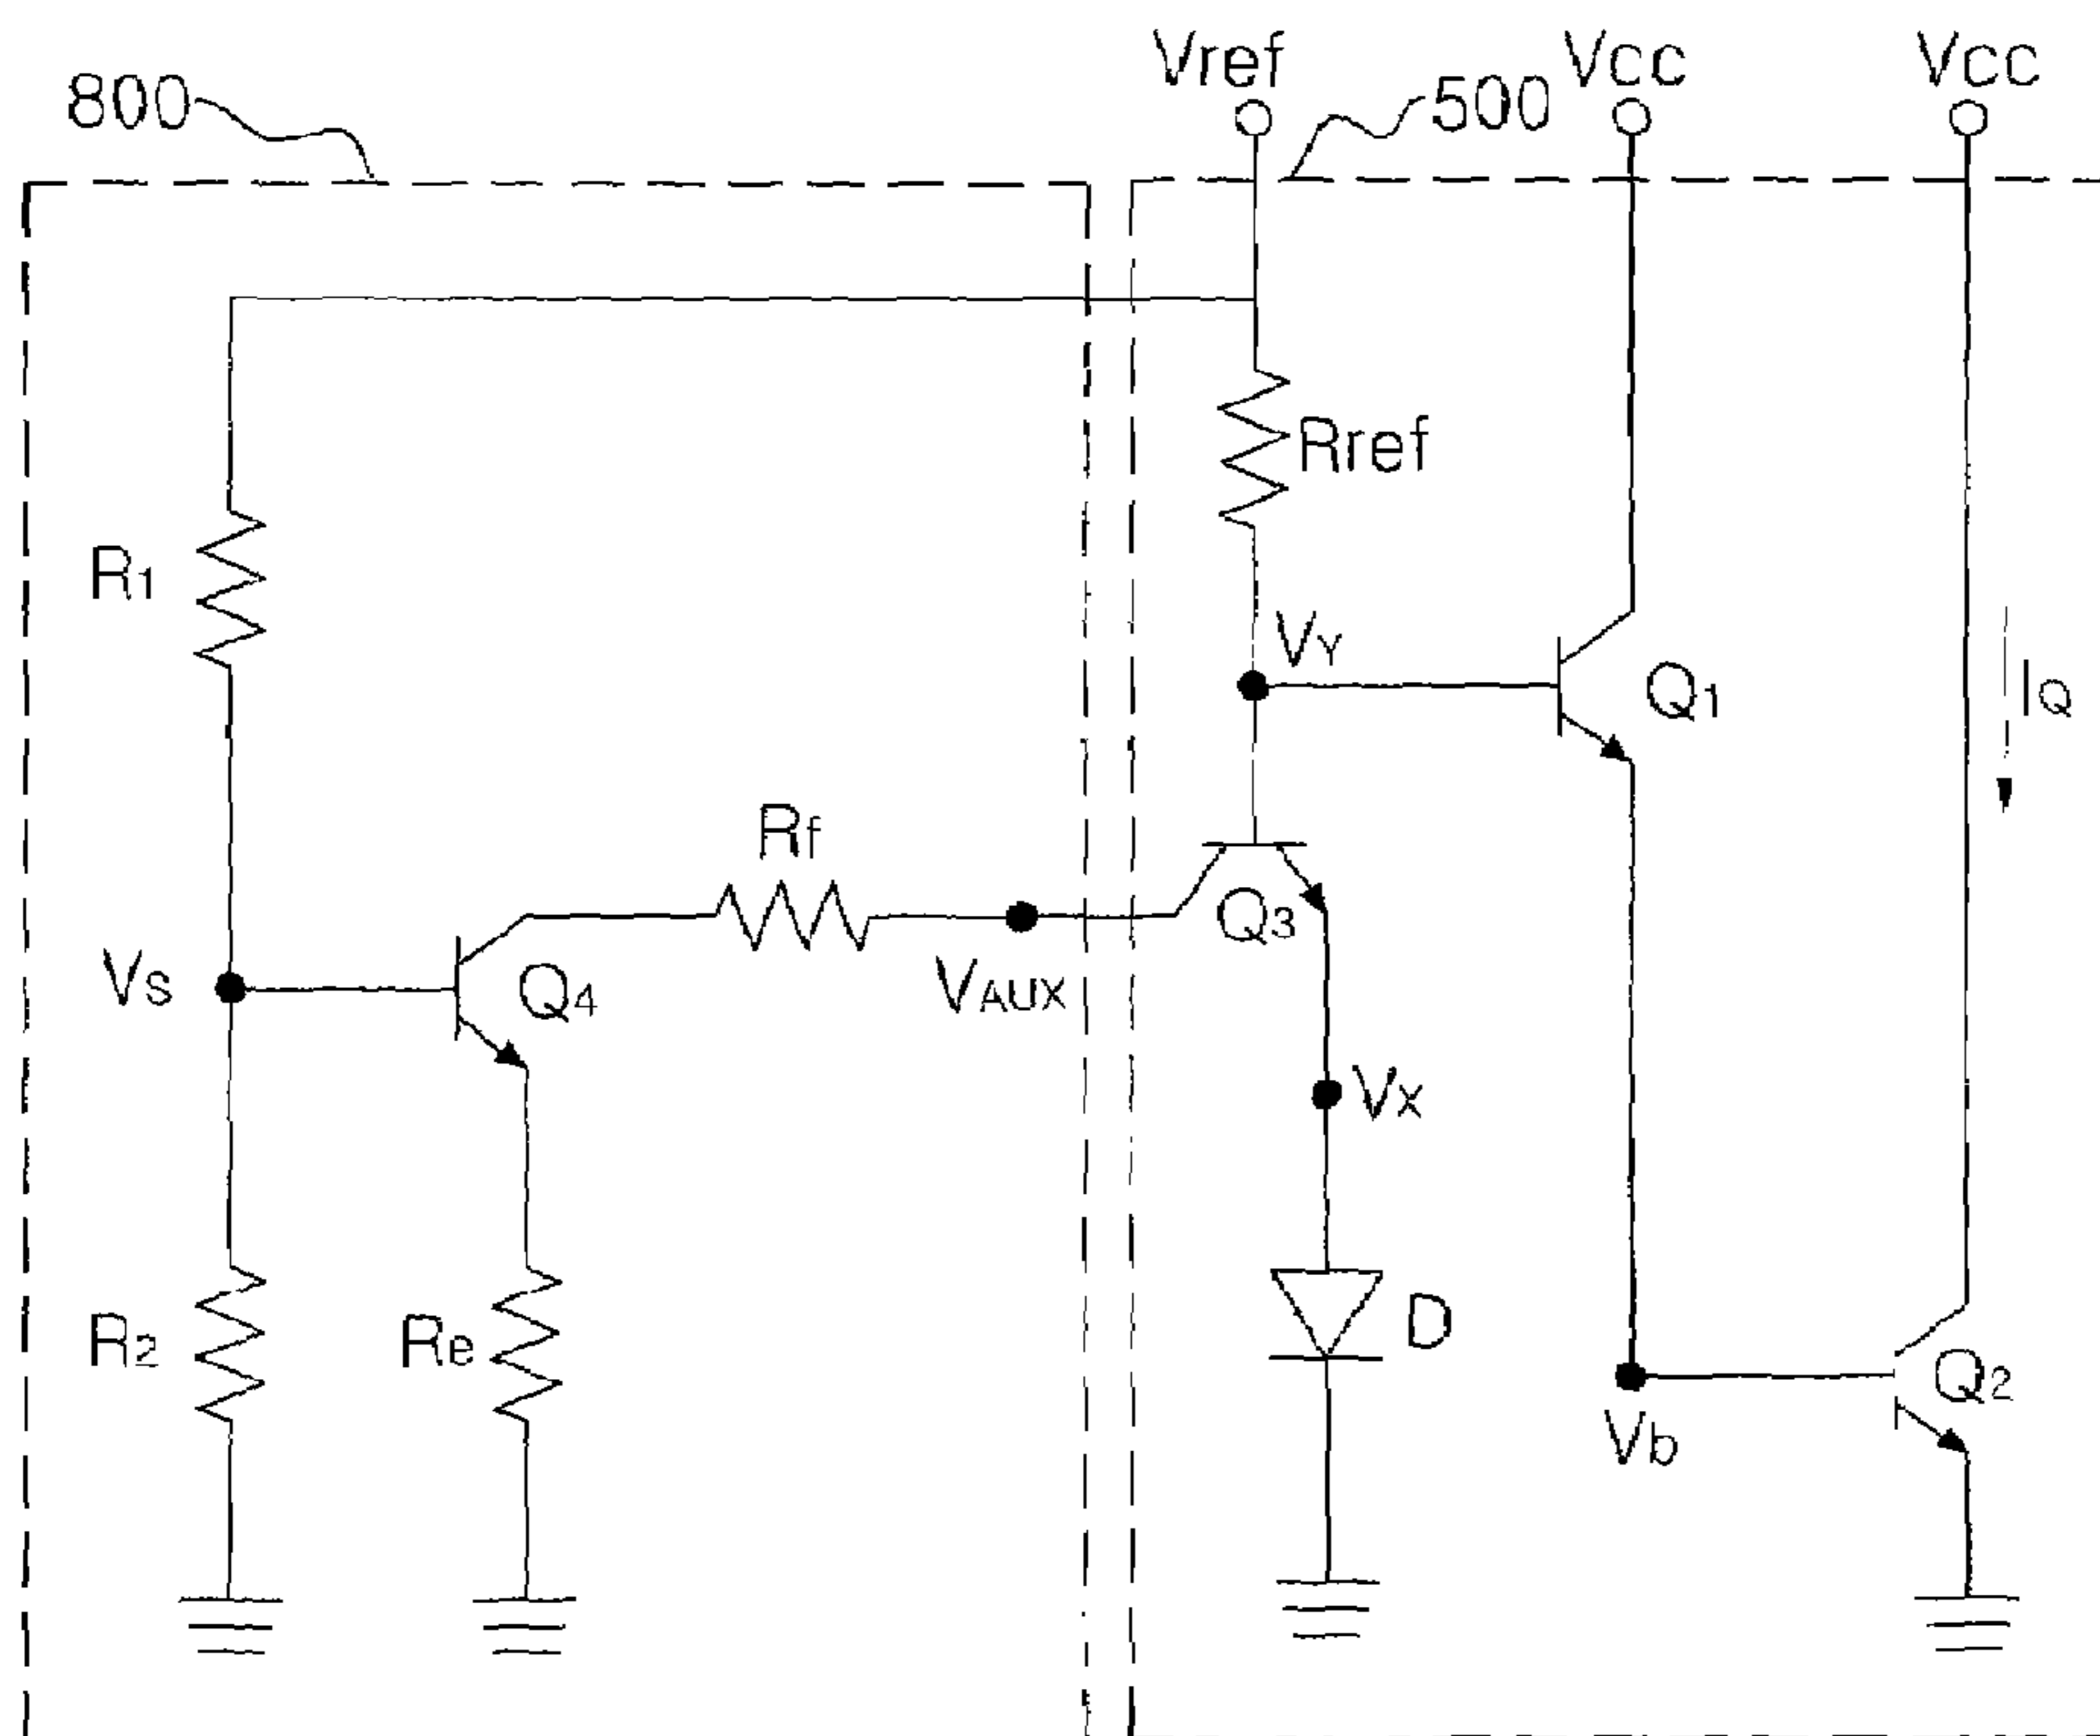 Vref
Vcc
Vcc
800
500
Rref
R1
VY
Q1
IQ
Rf
Q3
Vs
Q4
VAUX
Vx
R2
Re
D
Q2
Vb